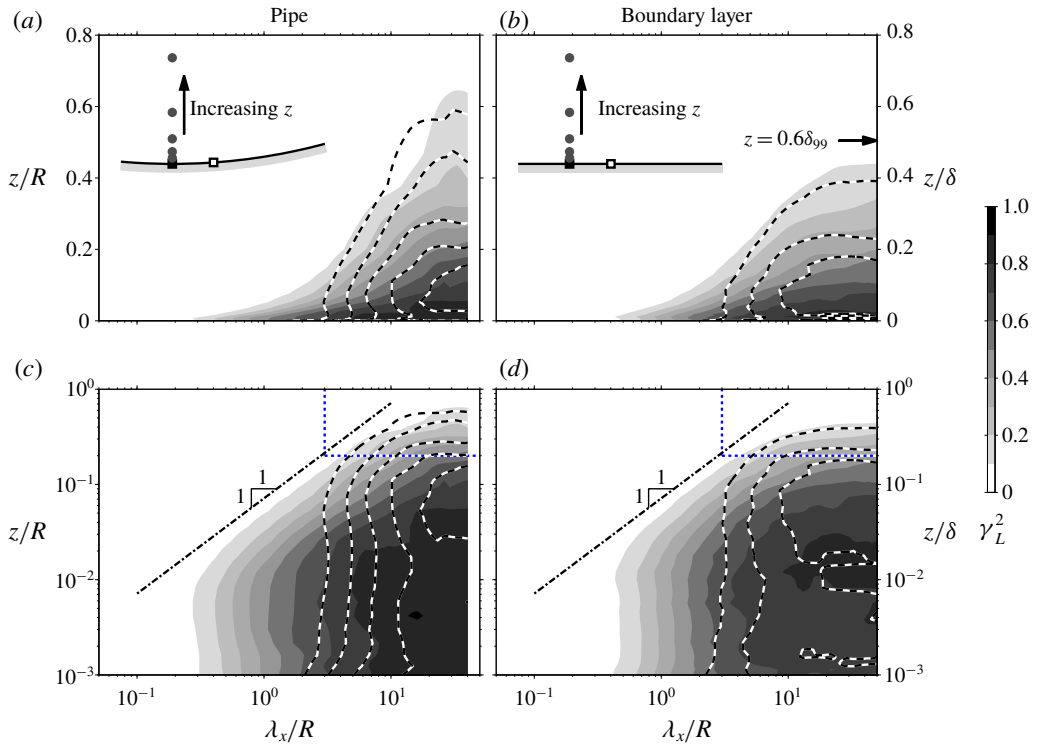 (a) Pipe (b) Boundary layer
0.8 0.8
Increasing z Increasing z
0.6 0.6
z = 0.6δ99
z/R 0.4 0.4 z/δ
0.2 0.2
0 0
1.0
0.8
0.6
0.4
0.2
0
γ_L^2
(c) (d)
10^0 10^0
1 1 1 1
10^−1 10^−1
z/R z/δ
10^−2 10^−2
10^−3 10^−3
10^−1 10^0 10^1 10^−1 10^0 10^1
λx/R λx/R